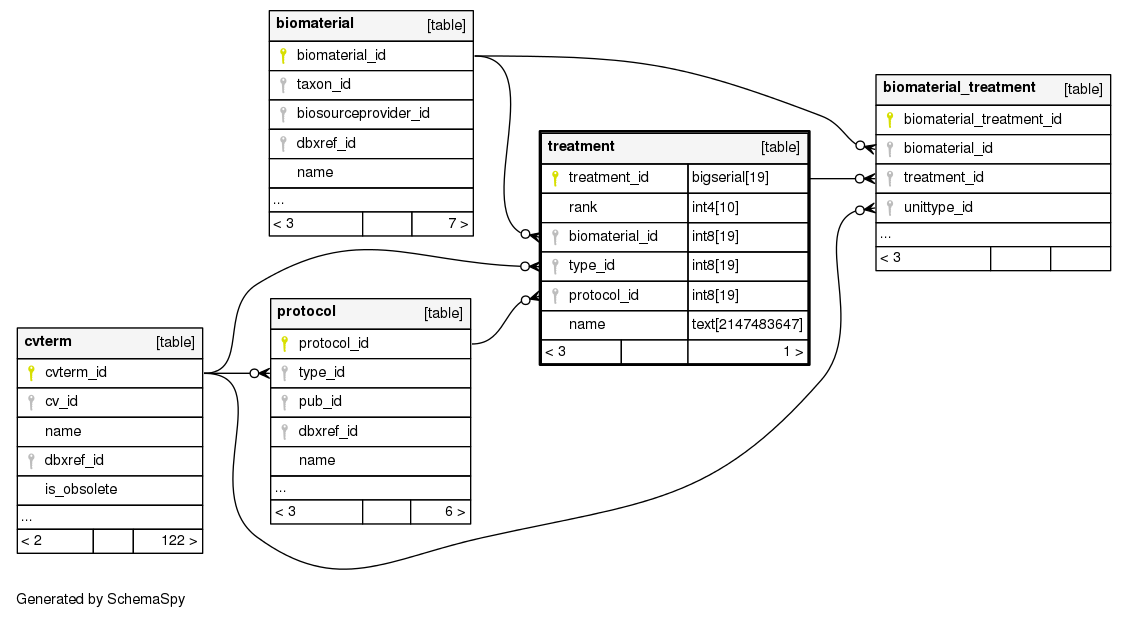 biomaterial [table]
biomaterial_id
taxon_id
biosourceprovider_id
dbxref_id
name
...
< 3 7 >
biomaterial_treatment [table]
biomaterial_treatment_id
biomaterial_id
treatment_id
unittype_id
...
< 3
treatment [table]
treatment_id bigserial[19]
rank int4[10]
biomaterial_id int8[19]
type_id int8[19]
protocol_id int8[19]
name text[2147483647]
< 3 1 >
protocol [table]
protocol_id
type_id
pub_id
dbxref_id
name
...
< 3 6 >
cvterm [table]
cvterm_id
cv_id
name
dbxref_id
is_obsolete
...
< 2 122 >
Generated by SchemaSpy